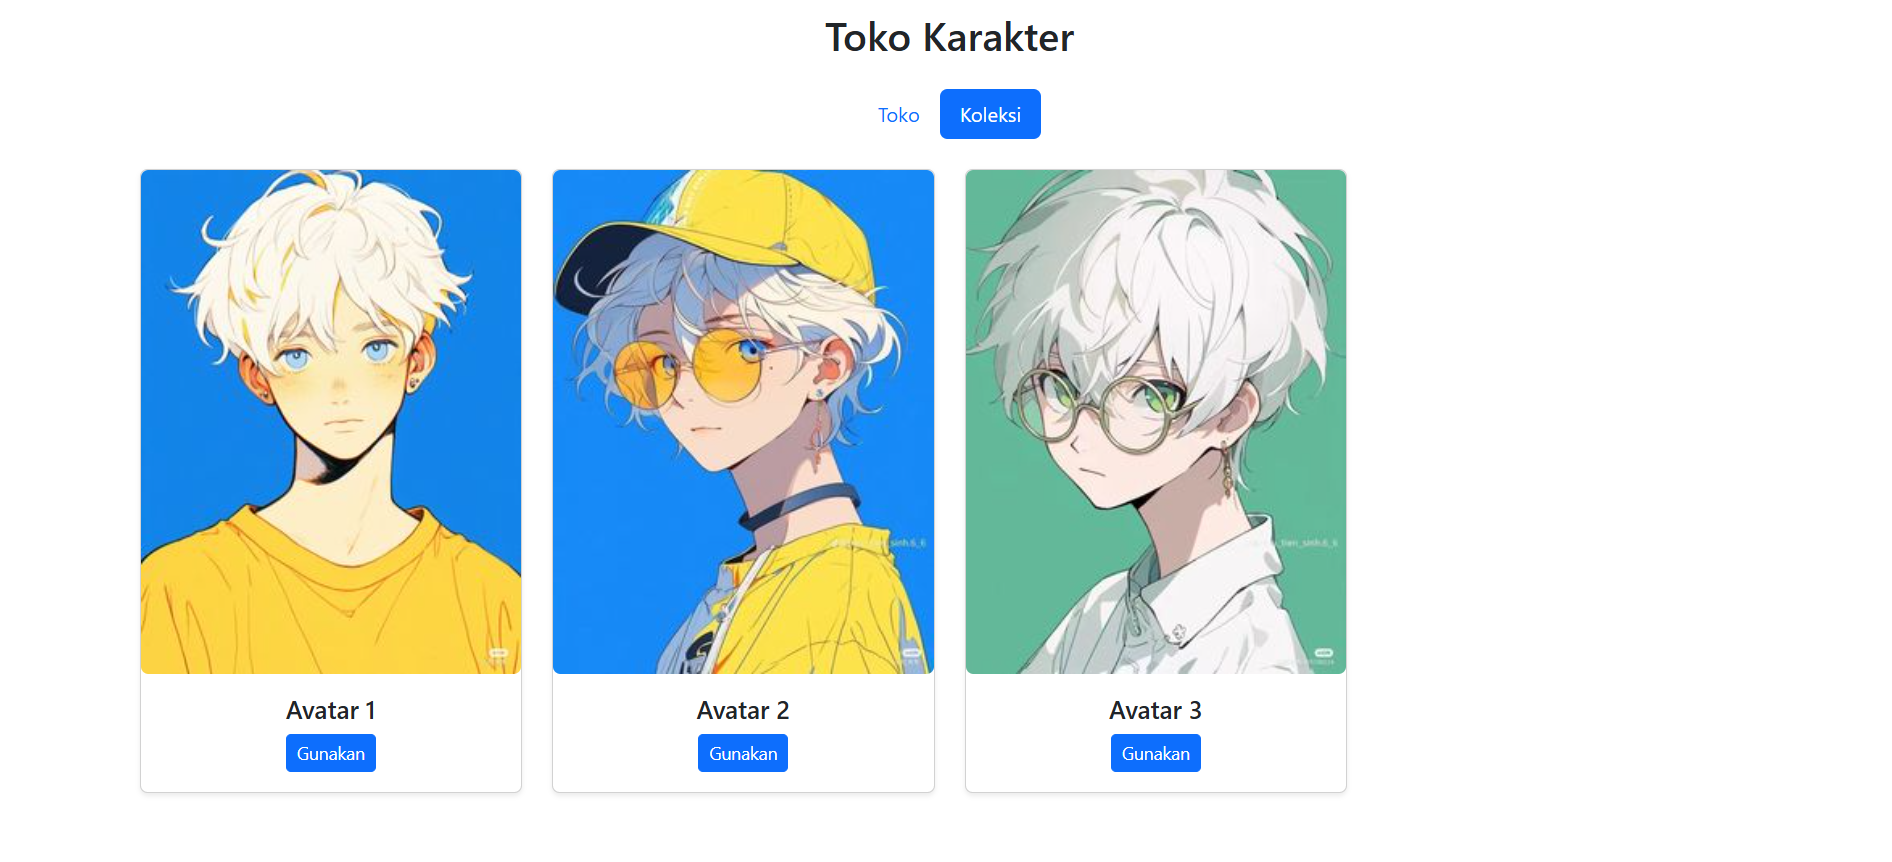 Toko Karakter
Toko
Koleksi
Avatar 1
Gunakan
Avatar 2
Gunakan
Avatar 3
Gunakan